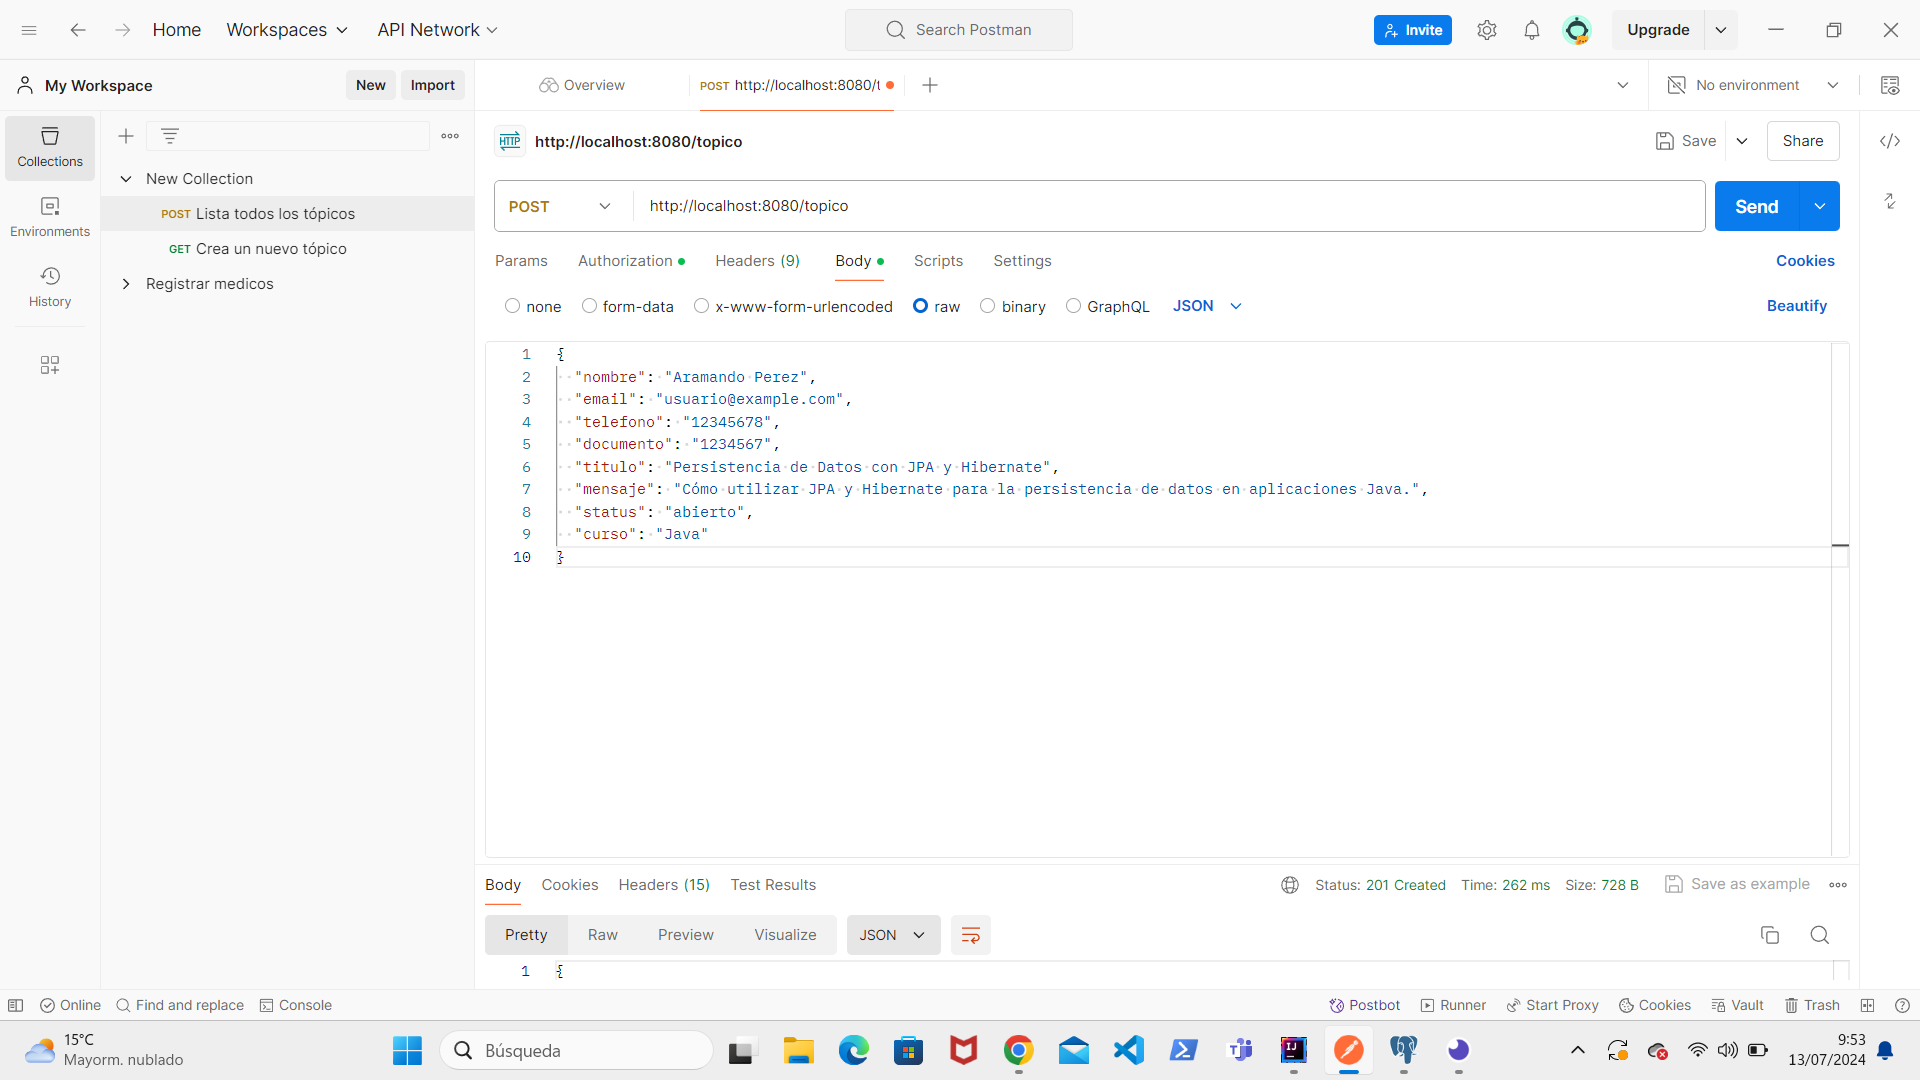 Home Workspaces API Network Search Postman Invite Upgrade
My Workspace New Import Overview POST http://localhost:8080/t No environment
HTTP http://localhost:8080/topico Save Share
Collections
New Collection
POST Lista todos los tópicos POST http://localhost:8080/topico Send
Environments
GET Crea un nuevo tópico
Params Authorization Headers (9) Body Scripts Settings Cookies
Registrar medicos
History
none form-data x-www-form-urlencoded raw binary GraphQL JSON Beautify
1 {
2 "nombre": "Aramando Perez",
3 "email": "usuario@example.com",
4 "telefono": "12345678",
5 "documento": "1234567",
6 "titulo": "Persistencia de Datos con JPA y Hibernate",
7 "mensaje": "Cómo utilizar JPA y Hibernate para la persistencia de datos en aplicaciones Java.",
8 "status": "abierto",
9 "curso": "Java"
10 }
Body Cookies Headers (15) Test Results Status: 201 Created Time: 262 ms Size: 728 B Save as example
Pretty Raw Preview Visualize JSON
1 {
Online Find and replace Console Postbot Runner Start Proxy Cookies Vault Trash
15°C
Mayorm. nublado
Búsqueda
9:53
13/07/2024